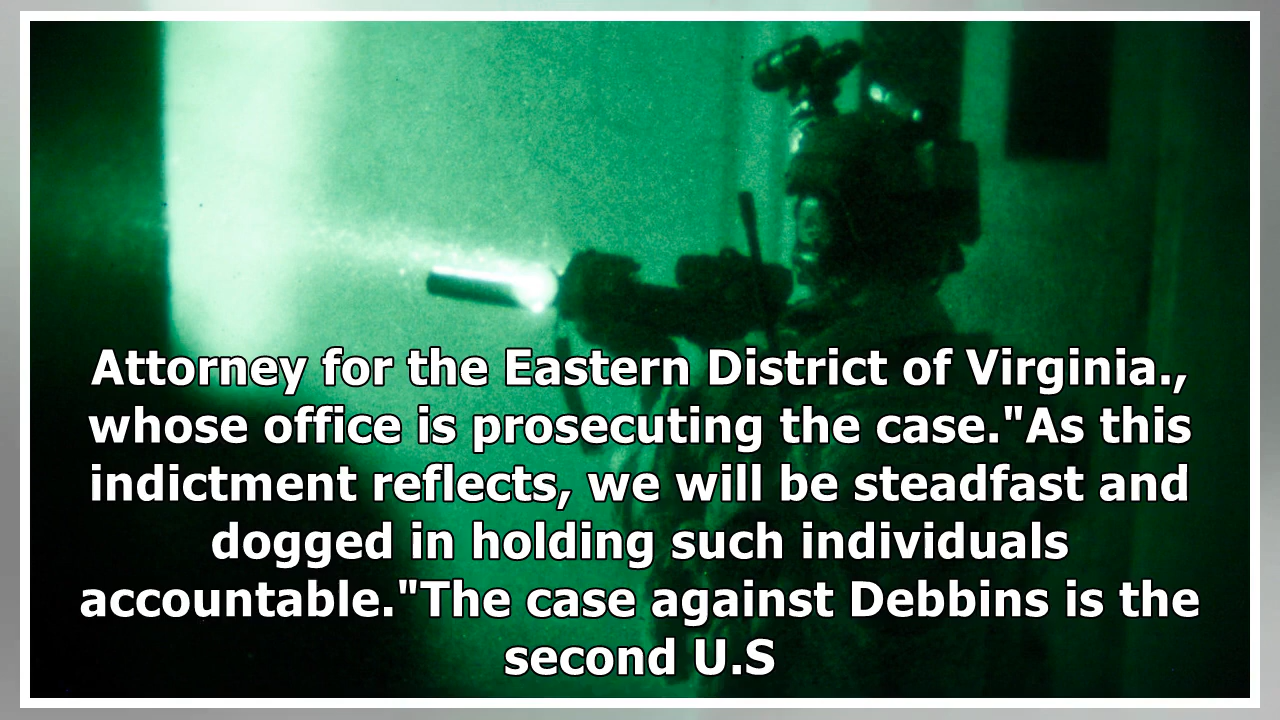 Attorney for the Eastern District of Virginia.,
whose office is prosecuting the case."As this
indictment reflects, we will be steadfast and
dogged in holding such individuals
accountable."The case against Debbins is the
second U.S